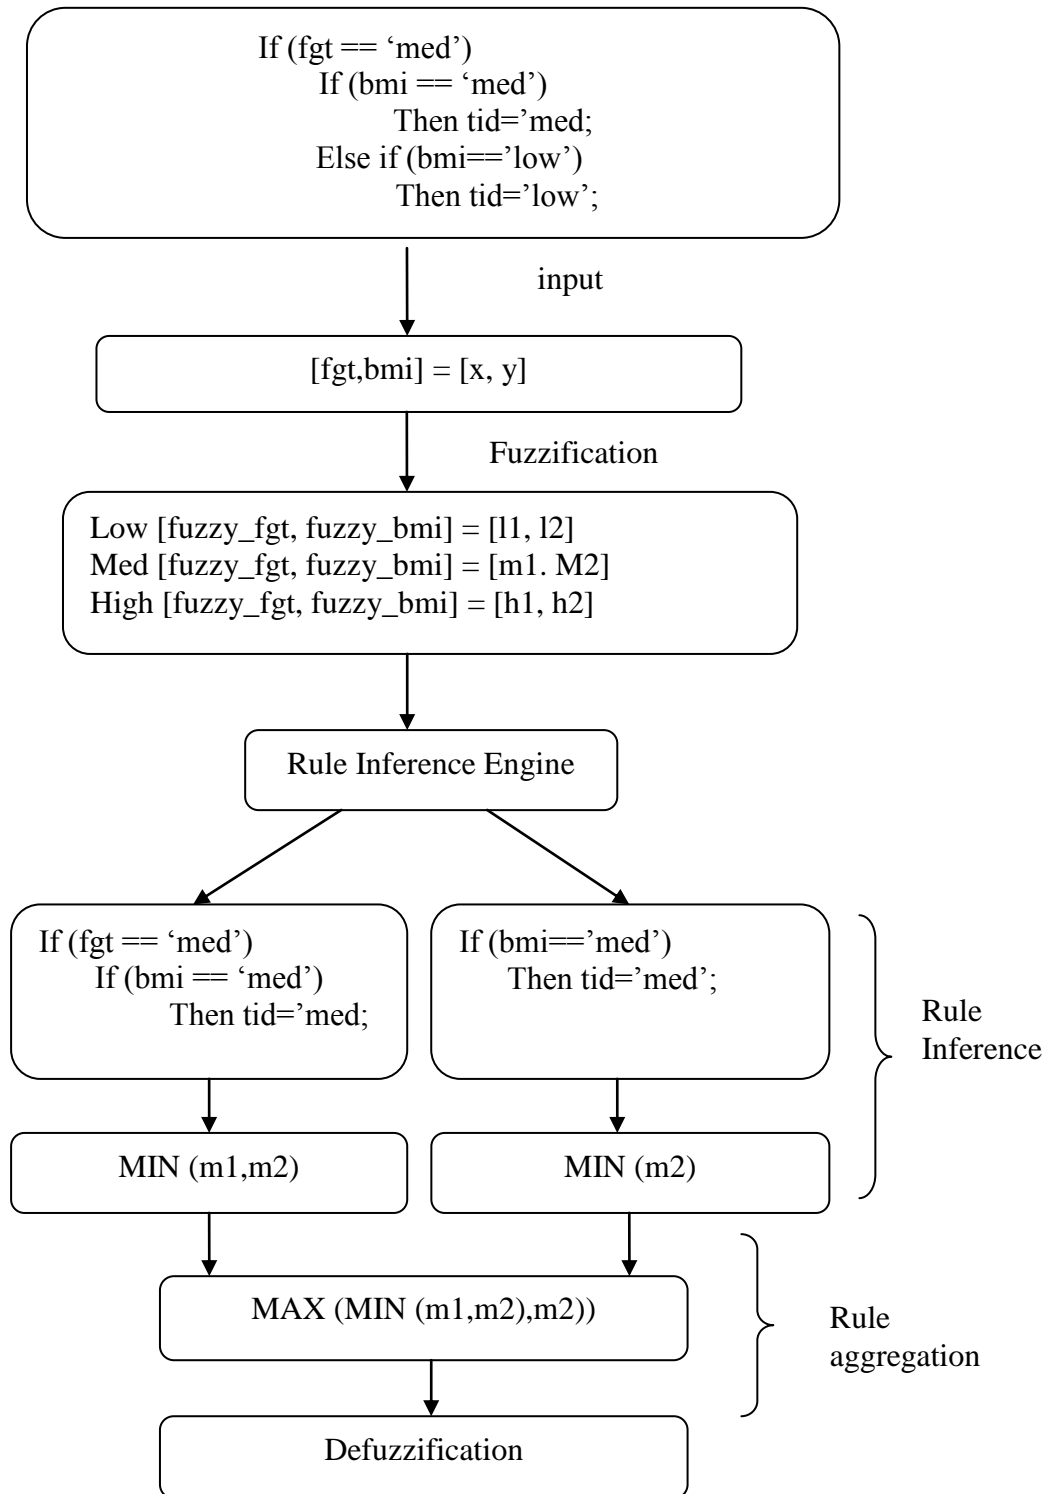 If (fgt == ‘med’)
If (bmi == ‘med’)
Then tid=’med;
Else if (bmi==’low’)
Then tid=’low’;
input
[fgt,bmi] = [x, y]
Fuzzification
Low [fuzzy_fgt, fuzzy_bmi] = [l1, l2]
Med [fuzzy_fgt, fuzzy_bmi] = [m1. M2]
High [fuzzy_fgt, fuzzy_bmi] = [h1, h2]
Rule Inference Engine
If (fgt == ‘med’)
If (bmi == ‘med’)
Then tid=’med;
If (bmi==’med’)
Then tid=’med’;
Rule
Inference
MIN (m1,m2)
MIN (m2)
MAX (MIN (m1,m2),m2))
Rule
aggregation
Defuzzification